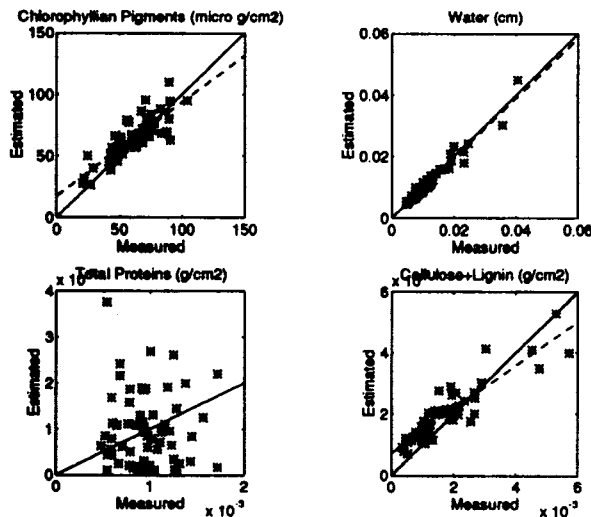 Chlorophyllian Pigments (micro g/cm2)
150
100
50
0
Estimated
0 50 100 150
Measured
Water (cm)
0.06
0.04
0.02
0
Estimated
0 0.02 0.04 0.06
Measured
Total Proteins (g/cm2)
4
3
2
1
0
Estimated
0 1 2
Measured
x 10⁻³
Cellulose+Lignin (g/cm2)
6
4
2
0
Estimated
0 2 4 6
Measured
x 10⁻³